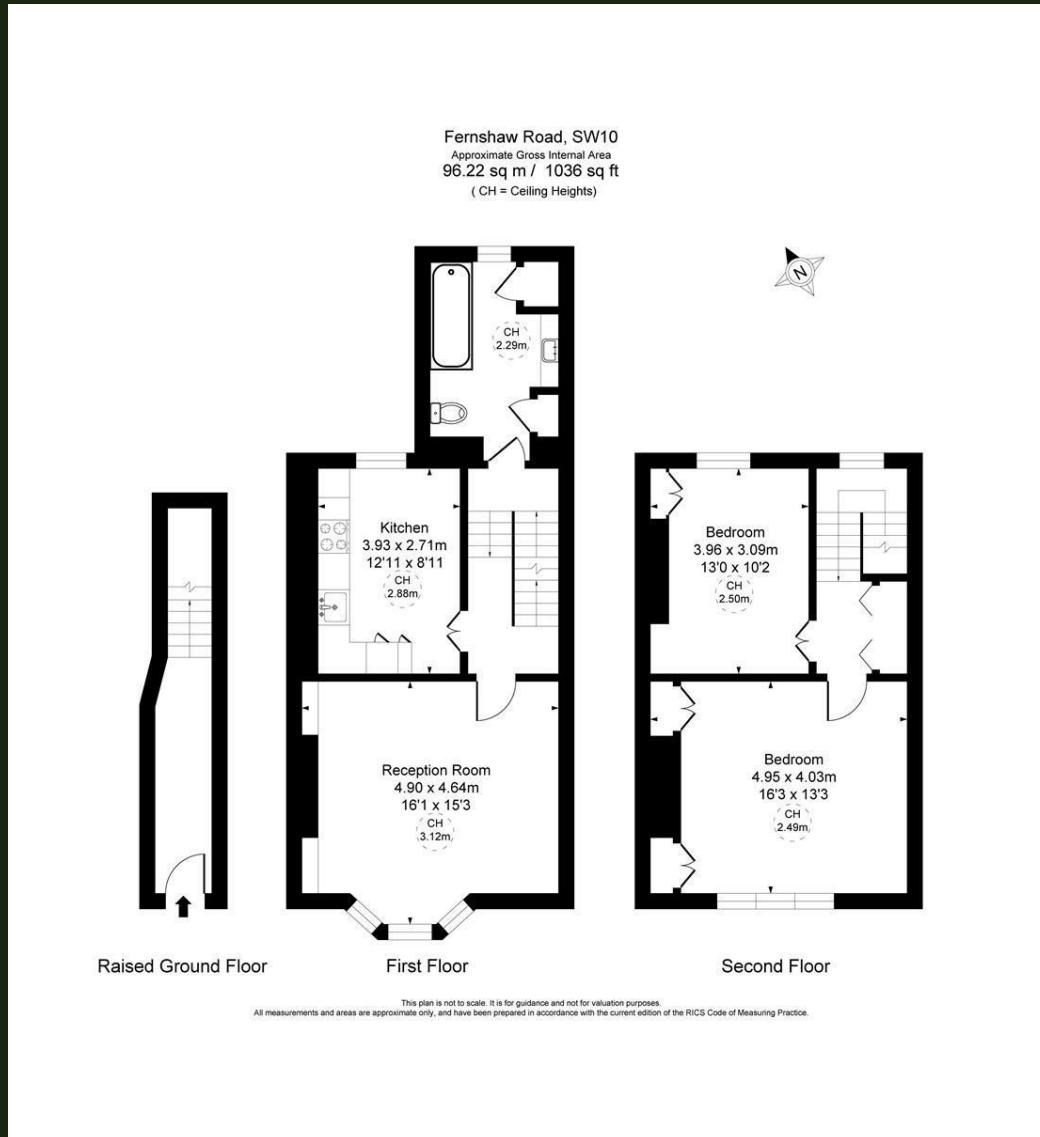 Fernshaw Road, SW10
Approximate Gross Internal Area
96.22 sq m / 1036 sq ft
( CH = Ceiling Heights)
N
CH
2.29m
Kitchen
3.93 x 2.71m
12'11 x 8'11
CH
2.88m
Bedroom
3.96 x 3.09m
13'0 x 10'2
CH
2.50m
Reception Room
4.90 x 4.64m
16'1 x 15'3
CH
3.12m
Bedroom
4.95 x 4.03m
16'3 x 13'3
CH
2.49m
Raised Ground Floor
First Floor
Second Floor
This plan is not to scale. It is for guidance and not for valuation purposes.
All measurements and areas are approximate only, and have been prepared in accordance with the current edition of the RICS Code of Measuring Practice.